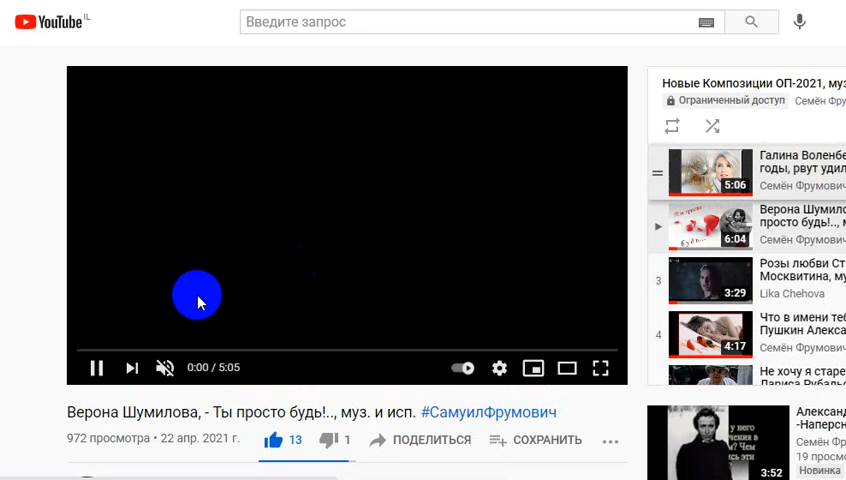 YouTube IL
Введите запрос
Новые Композиции ОП-2021, муз
Ограниченный доступ Семён Фру
Галина Воленбе
годы, рвут удил
Семён Фрумович
5:06
Верона Шумило
просто будь!.., м
Семён Фрумович
6:04
3
Розы любви Ст
Москвитина, му
Lika Chehova
3:29
4
Что в имени теб
Пушкин Алекса
Семён Фрумович
4:17
Не хочу я старе
Лариса Рубаль
0:00 / 5:05
Верона Шумилова, - Ты просто будь!.., муз. и исп. #СамуилФрумович
972 просмотра • 22 апр. 2021 г.
13
1
ПОДЕЛИТЬСЯ
СОХРАНИТЬ
Александ
-Наперсн
Семён Фр
19 просмо
Новинка
3:52